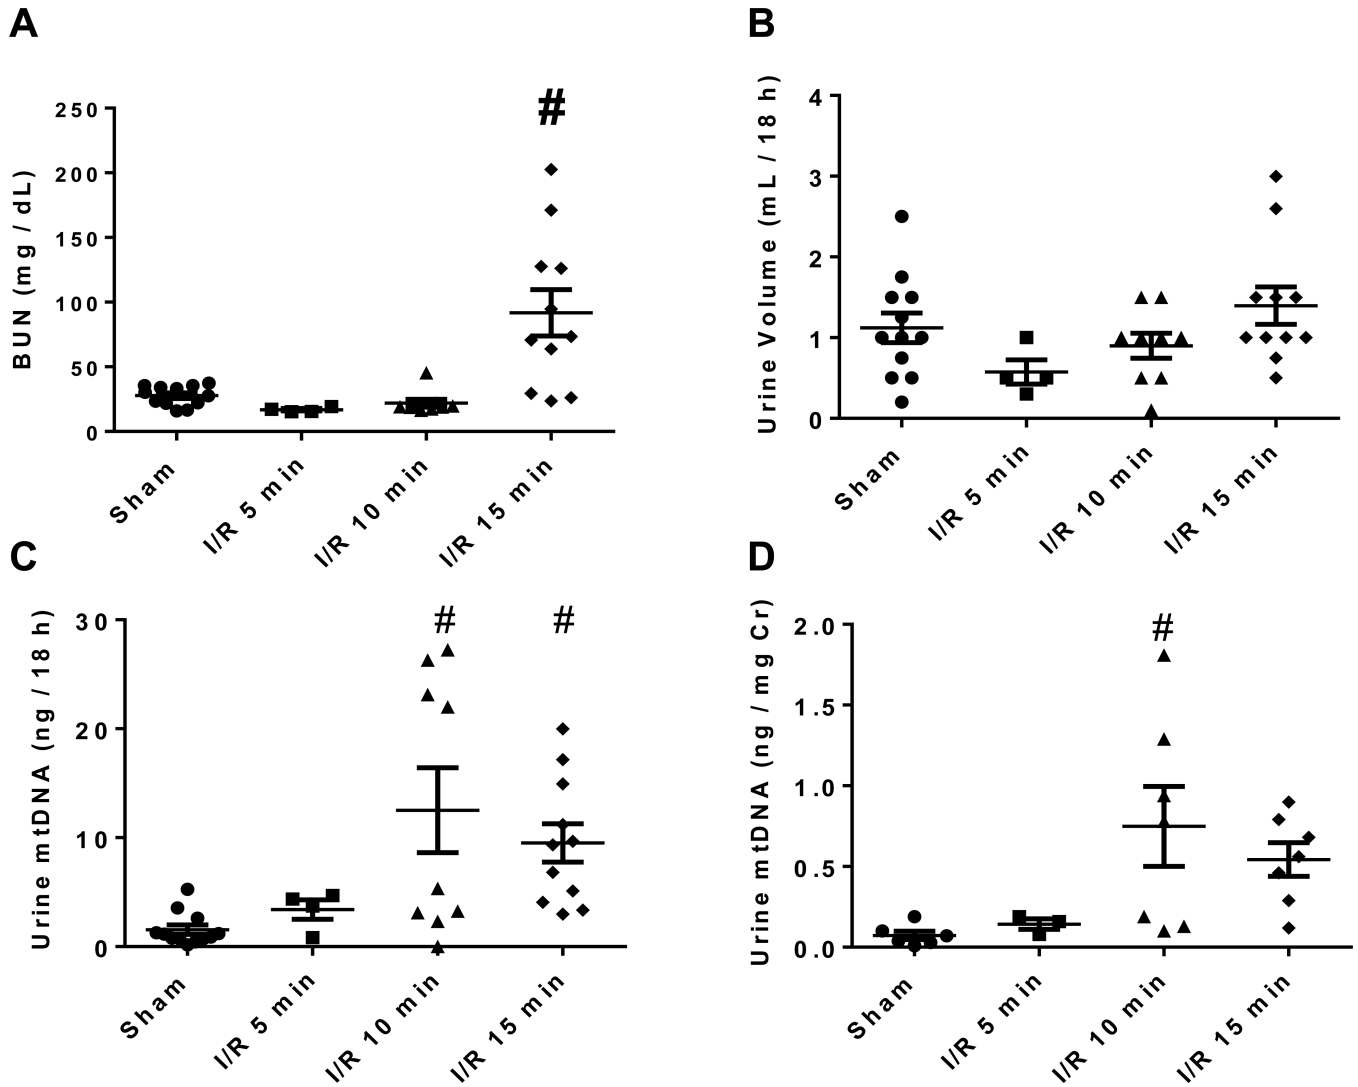 A
BUN (mg / dL)
250
200
150
100
50
0
#
Sham
I/R 5 min
I/R 10 min
I/R 15 min
B
Urine Volume (mL / 18 h)
4
3
2
1
0
Sham
I/R 5 min
I/R 10 min
I/R 15 min
C
Urine mtDNA (ng / 18 h)
30
20
10
0
#
#
Sham
I/R 5 min
I/R 10 min
I/R 15 min
D
Urine mtDNA (ng / mg Cr)
2.0
1.5
1.0
0.5
0.0
#
Sham
I/R 5 min
I/R 10 min
I/R 15 min